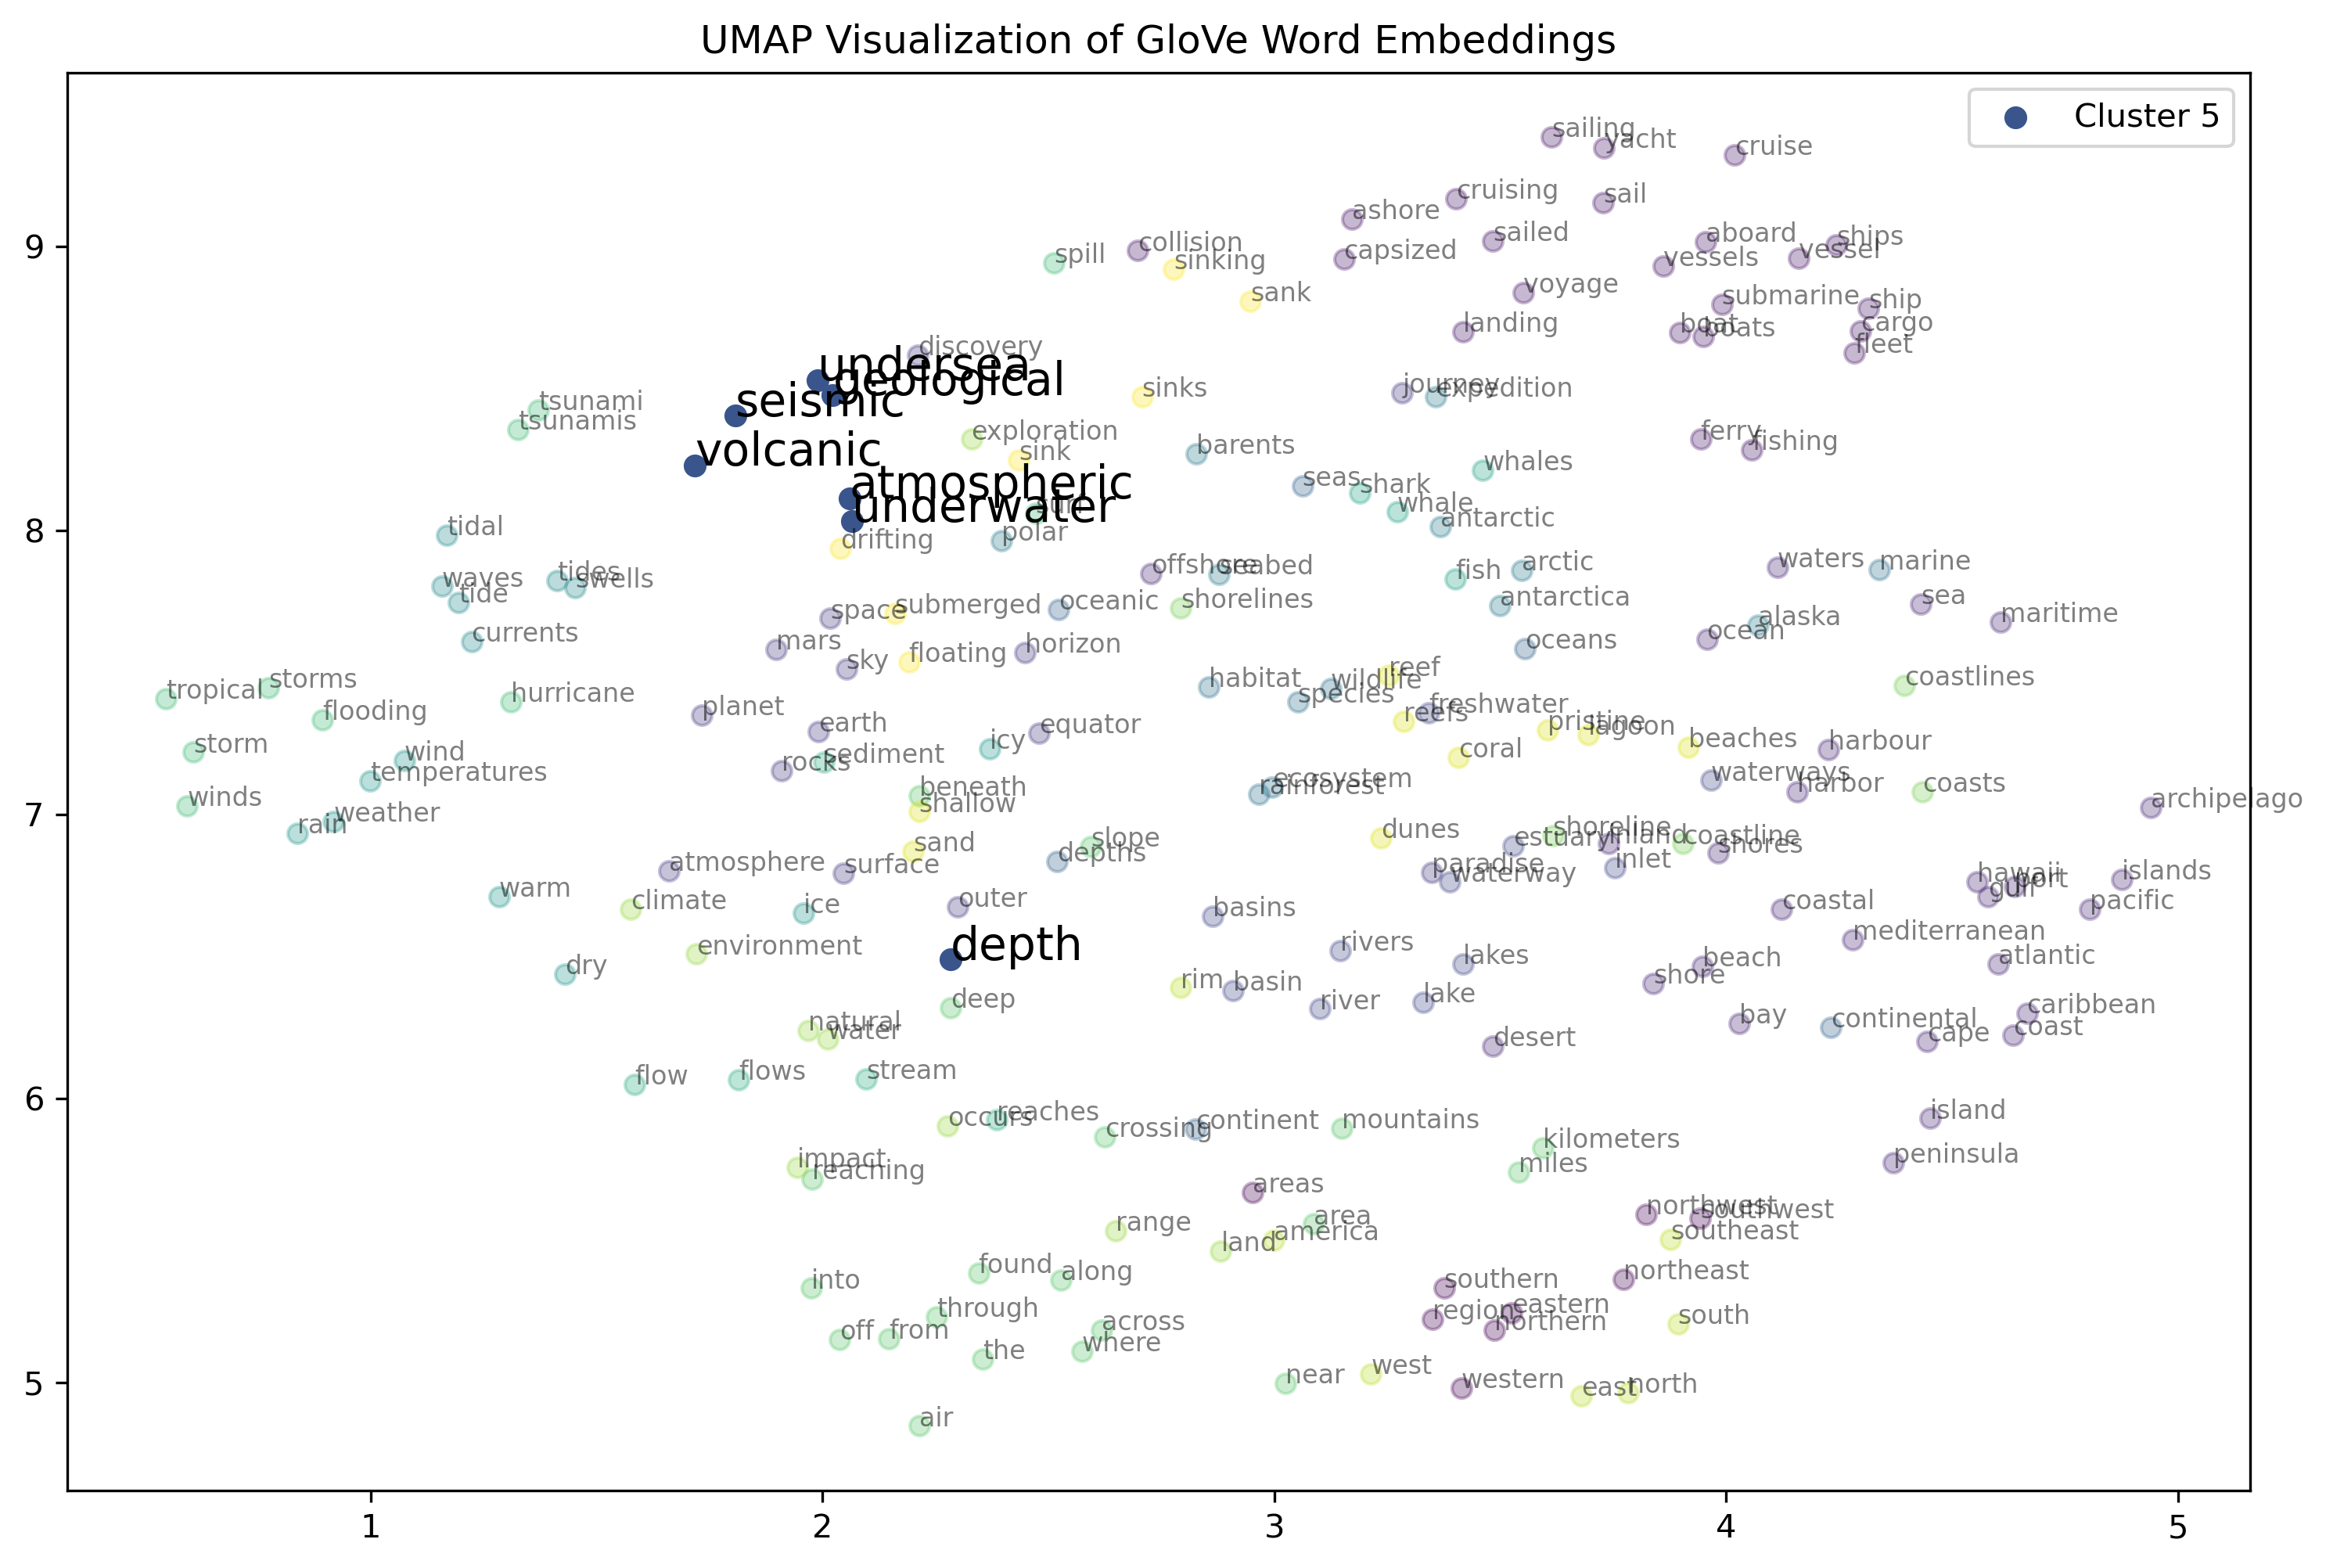 UMAP Visualization of GloVe Word Embeddings
Cluster 5
sailing
yacht
cruise
cruising
sail
ashore
sailed
aboard
ships
collision
capsized
vessel
spill
sinking
vessels
voyage
sank
submarine
ship
landing
boat
boats
cargo
fleet
discovery
undersea
geological
seismic
tsunami
tsunamis
sinks
journey
expedition
exploration
ferry
fishing
volcanic
sink
barents
whales
atmospheric
seas
shark
underwater
sun
whale
antarctic
tidal
drifting
polar
waters
marine
tides
swells
waves
tide
offshore
seabed
fish
arctic
space
submerged
oceanic
shorelines
antarctica
sea
alaska
maritime
currents
mars
sky
floating
horizon
oceans
ocean
tropical
storms
hurricane
habitat
wildlife
species
reef
coastlines
flooding
planet
earth
equator
reefs
freshwater
pristine
lagoon
storm
wind
temperatures
rocks
sediment
icy
coral
beaches
harbour
winds
beneath
shallow
rainforest
ecosystem
waterways
harbor
coasts
archipelago
rain
weather
sand
slope
depths
dunes
estuary
shoreline
inland
coastline
shores
atmosphere
surface
paradise
waterway
inlet
warm
climate
ice
outer
basins
coastal
hawaii
gulf
port
islands
pacific
environment
depth
rivers
lakes
mediterranean
dry
beach
shore
atlantic
deep
rim
basin
river
lake
natural
water
desert
bay
continental
cape
caribbean
coast
flow
flows
stream
occurs
reaches
crossing
continent
mountains
kilometers
miles
island
peninsula
impact
reaching
areas
area
range
land
america
northwest
southwest
southeast
found
along
into
southern
northeast
through
region
eastern
northern
south
off
from
the
across
where
near
west
western
east
north
air
9
8
7
6
5
1
2
3
4
5